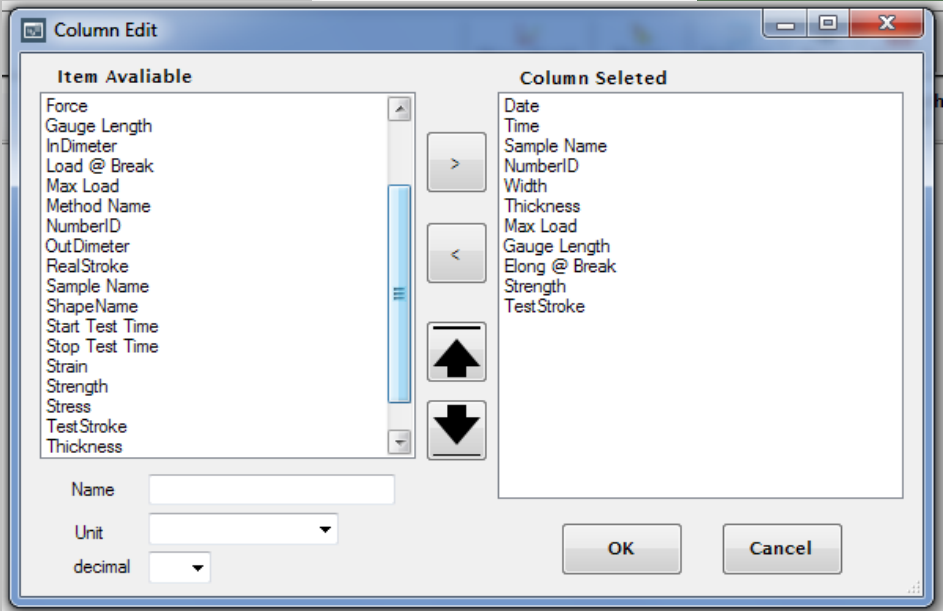 Column Edit
Item Avaliable
Force
Gauge Length
InDimeter
Load @ Break
Max Load
Method Name
NumberID
OutDimeter
RealStroke
Sample Name
ShapeName
Start Test Time
Stop Test Time
Strain
Strength
Stress
TestStroke
Thickness
>
<
Column Seleted
Date
Time
Sample Name
NumberID
Width
Thickness
Max Load
Gauge Length
Elong @ Break
Strength
TestStroke
Name
Unit
decimal
OK
Cancel